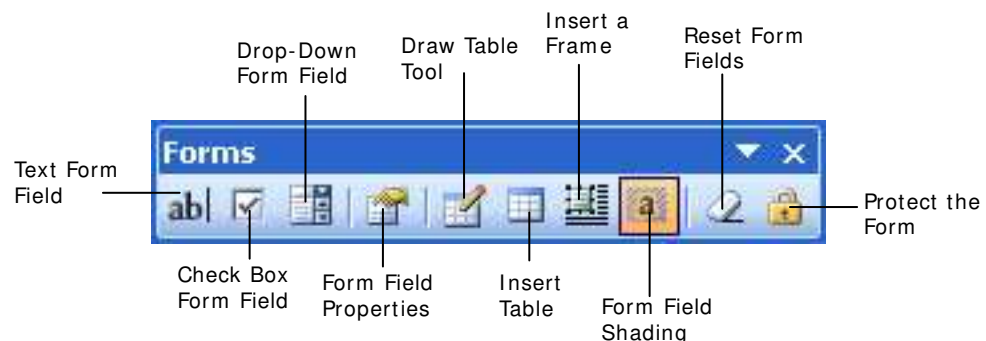 Insert a
Frame
Drop-Down
Form Field
Draw Table
Tool
Reset Form
Fields
Text Form
Field
Forms
ab
a
Protect the
Form
Check Box
Form Field
Form Field
Properties
Insert
Table
Form Field
Shading